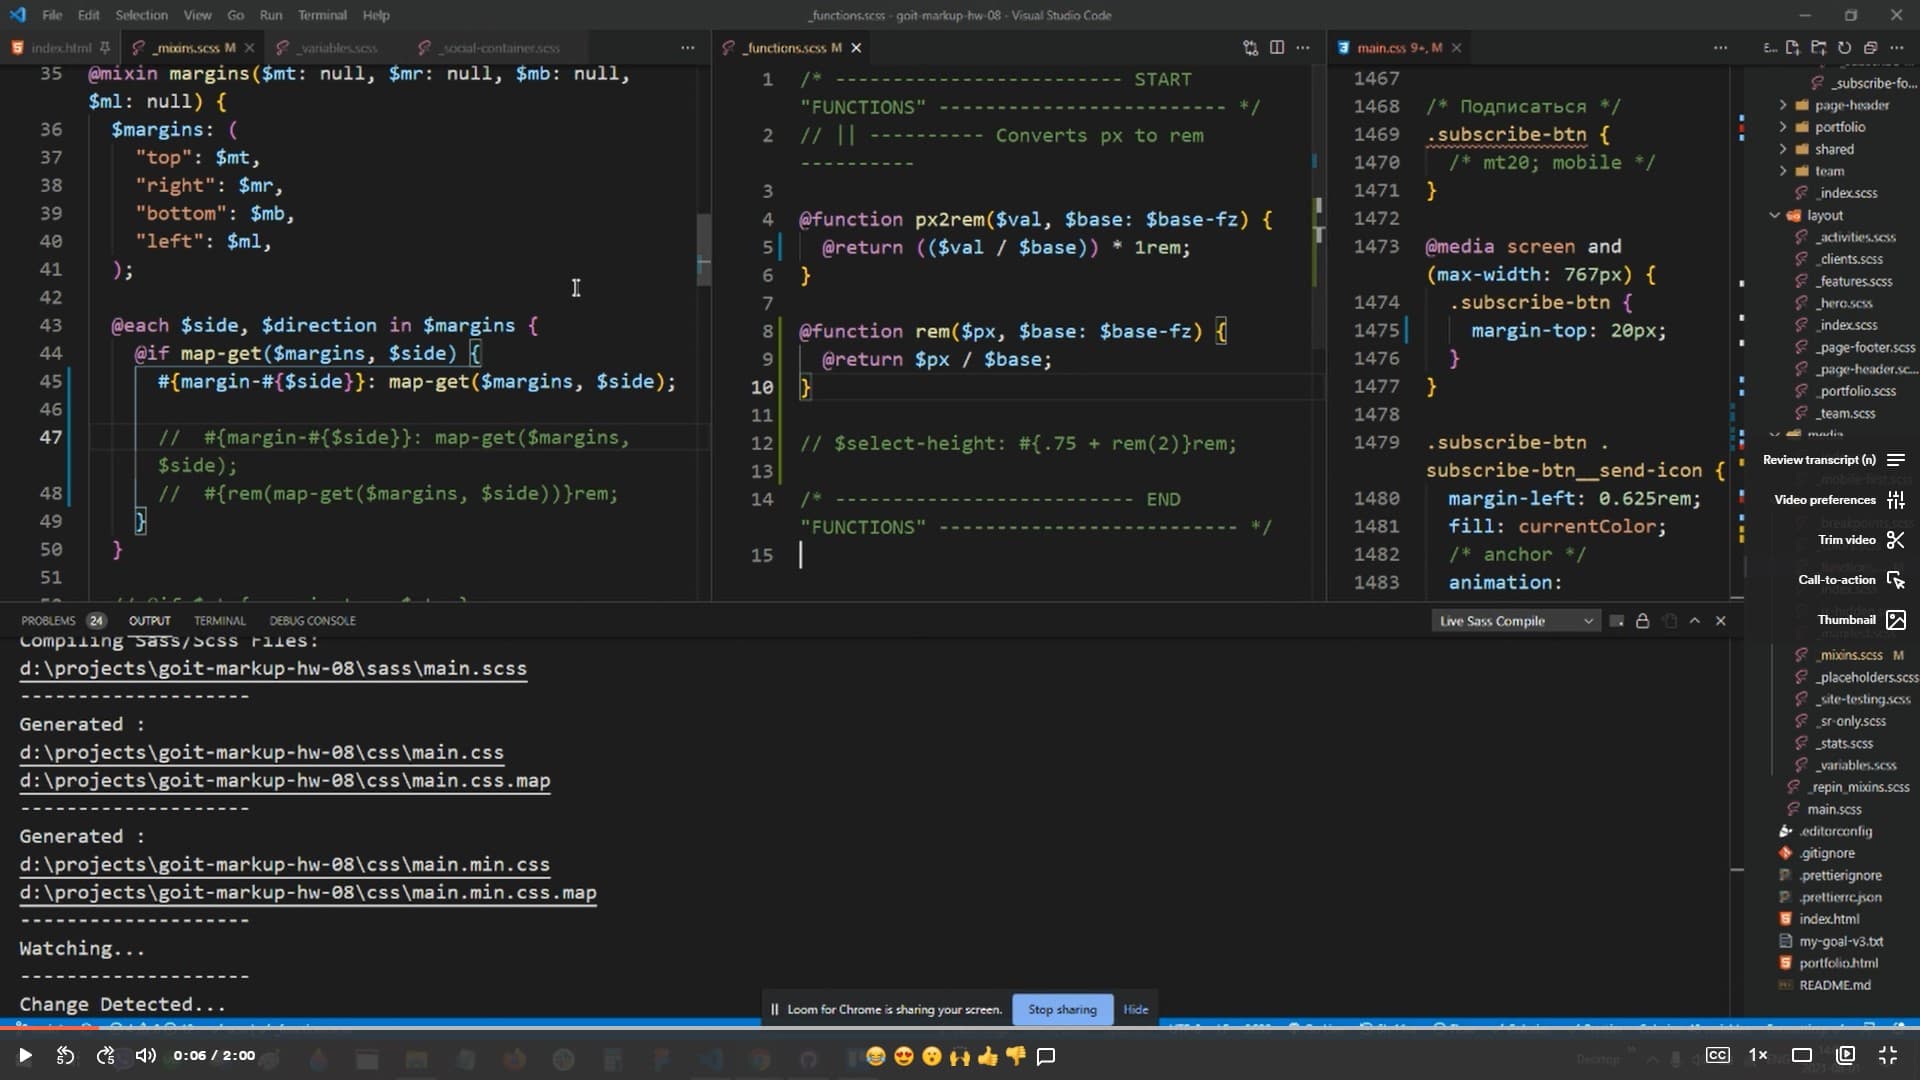 File Edit Selection View Go Run Terminal Help
_functions.scss - goit-markup-hw-08 - Visual Studio Code
index.html
_mixins.scss M
_variables.scss
_social-container.scss
35 @mixin margins($mt: null, $mr: null, $mb: null,
$ml: null) {
36 $margins: (
37 "top": $mt,
38 "right": $mr,
39 "bottom": $mb,
40 "left": $ml,
41 );
42
43 @each $side, $direction in $margins {
44 @if map-get($margins, $side) {
45 #{margin-#{$side}}: map-get($margins, $side);
46
47 // #{margin-#{$side}}: map-get($margins,
$side);
48 // #{rem(map-get($margins, $side))}rem;
49 }
50 }
51
_functions.scss M
1 /* ------------------------- START
"FUNCTIONS" ------------------------- */
2 // || ---------- Converts px to rem
----------
3
4 @function px2rem($val, $base: $base-fz) {
5 @return (($val / $base)) * 1rem;
6 }
7
8 @function rem($px, $base: $base-fz) {
9 @return $px / $base;
10 }
11
12 // $select-height: #{.75 + rem(2)}rem;
13
14 /* -------------------------- END
"FUNCTIONS" -------------------------- */
15
main.css 9+, M
1467
1468 /* Подписаться */
1469 .subscribe-btn {
1470 /* mt20; mobile */
1471 }
1472
1473 @media screen and
(max-width: 767px) {
1474 .subscribe-btn {
1475 margin-top: 20px;
1476 }
1477 }
1478
1479 .subscribe-btn .
subscribe-btn__send-icon {
1480 margin-left: 0.625rem;
1481 fill: currentColor;
1482 /* anchor */
1483 animation:
E...
_subscribe-fo...
page-header
portfolio
shared
team
_index.scss
layout
_activities.scss
_clients.scss
_features.scss
_hero.scss
_index.scss
_page-footer.scss
_page-header.sc...
_portfolio.scss
_team.scss
media
Review transcript (n)
Video preferences
Trim video
Call-to-action
Thumbnail
_mixins.scss M
_placeholders.scss
_site-testing.scss
_sr-only.scss
_stats.scss
_variables.scss
_repin_mixins.scss
main.scss
.editorconfig
.gitignore
.prettierignore
.prettierrc.json
index.html
my-goal-v3.txt
portfolio.html
README.md
PROBLEMS 24 OUTPUT TERMINAL DEBUG CONSOLE
Live Sass Compile
Compiling Sass/Scss Files:
d:\projects\goit-markup-hw-08\sass\main.scss
--------------------
Generated :
d:\projects\goit-markup-hw-08\css\main.css
d:\projects\goit-markup-hw-08\css\main.css.map
--------------------
Generated :
d:\projects\goit-markup-hw-08\css\main.min.css
d:\projects\goit-markup-hw-08\css\main.min.css.map
--------------------
Watching...
--------------------
Change Detected...
Loom for Chrome is sharing your screen.
Stop sharing
Hide
5 5
0:06 / 2:00
CC 1×